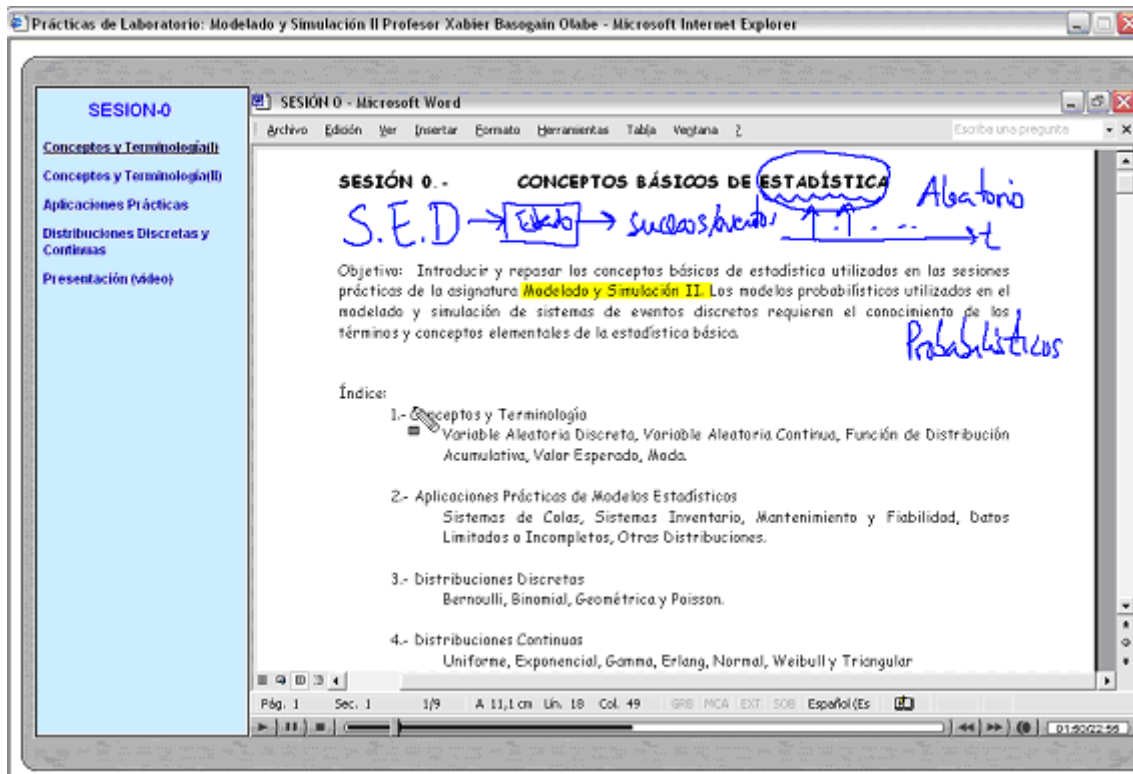 Prácticas de Laboratorio: Modelado y Simulación II Profesor Xabier Basogain Olabe - Microsoft Internet Explorer
SESION-0
Conceptos y Terminología(I)
Conceptos y Terminología(II)
Aplicaciones Prácticas
Distribuciones Discretas y
Continuas
Presentación (video)
SESIÓN 0 - Microsoft Word
Archivo Edición Ver Insertar Formato Herramientas Tabla Ventana ?
Escriba una pregunta
SESIÓN 0.- CONCEPTOS BÁSICOS DE ESTADÍSTICA
Aleatorio
S.E.D → Estado → sucesos/eventos t
Objetivo: Introducir y repasar los conceptos básicos de estadística utilizados en las sesiones
prácticas de la asignatura Modelado y Simulación II. Los modelos probabilísticos utilizados en el
modelado y simulación de sistemas de eventos discretos requieren el conocimiento de los
términos y conceptos elementales de la estadística básica.
Probabilísticos
Índice:
1.- Conceptos y Terminología
Variable Aleatoria Discreta, Variable Aleatoria Continua, Función de Distribución
Acumulativa, Valor Esperado, Moda.
2.- Aplicaciones Prácticas de Modelos Estadísticos
Sistemas de Colas, Sistemas Inventario, Mantenimiento y Fiabilidad, Datos
Limitados o Incompletos, Otras Distribuciones.
3.- Distribuciones Discretas
Bernoulli, Binomial, Geométrica y Poisson.
4.- Distribuciones Continuas
Uniforme, Exponencial, Gamma, Erlang, Normal, Weibull y Triangular
Pág. 1 Sec. 1 1/9 A 11,1 cm Lín. 18 Col. 49 GRB MCA EXT SOB Español (Es
01:50/22:56